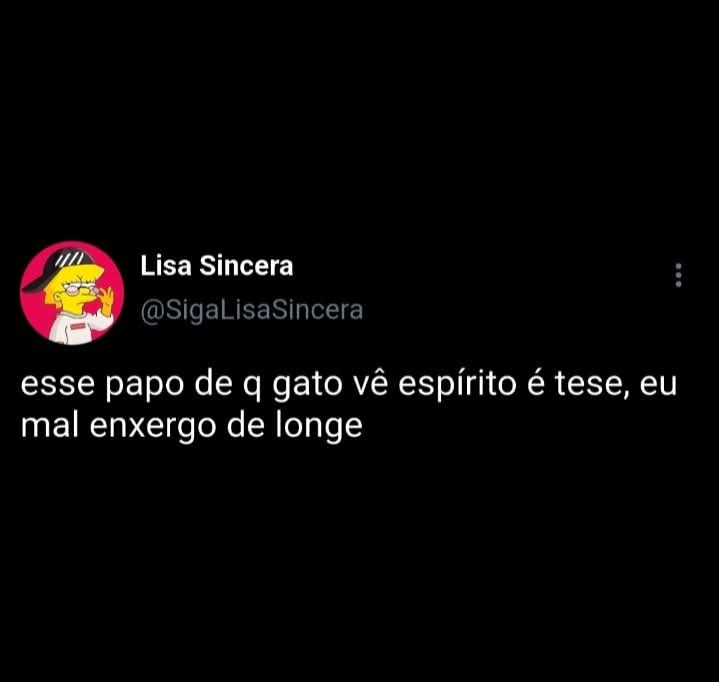 Lisa Sincera
@SigaLisaSincera
esse papo de q gato vê espírito é tese, eu
mal enxergo de longe